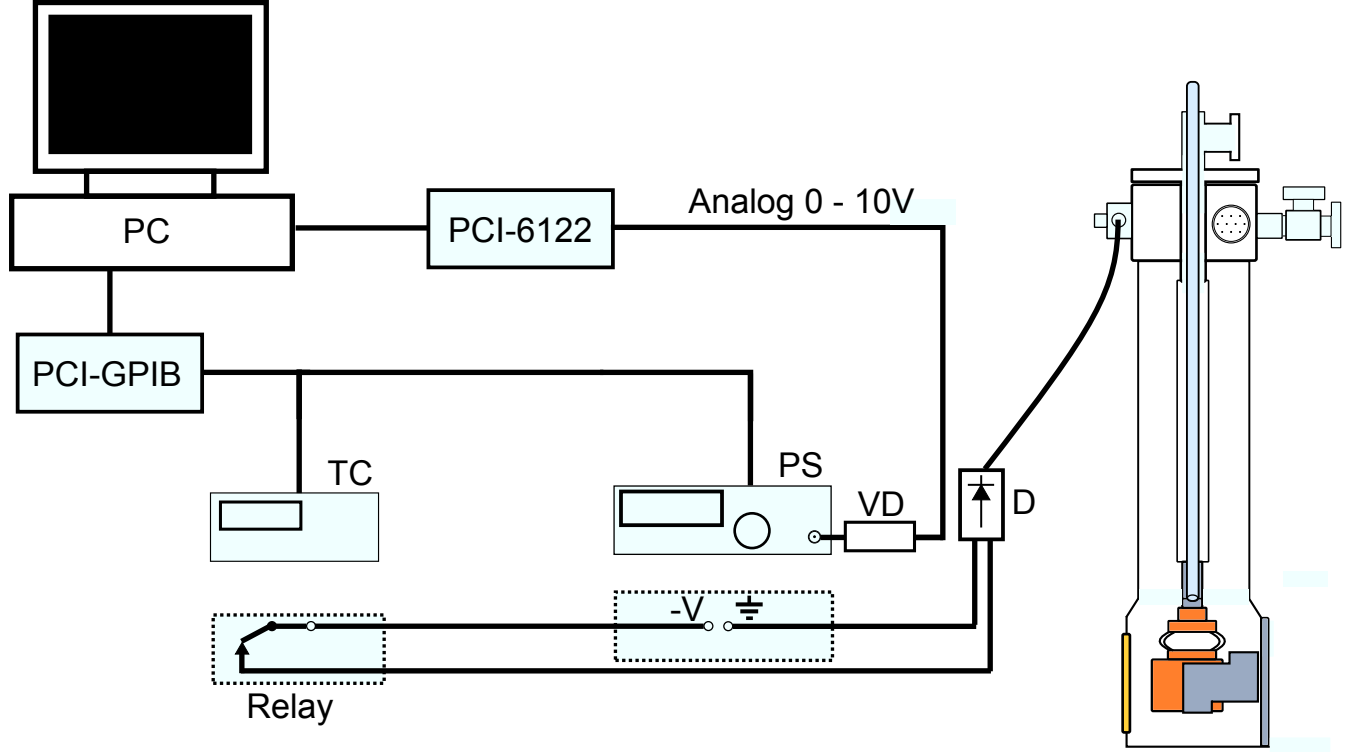 PC
PCI-6122
Analog 0 - 10V
PCI-GPIB
TC
PS
VD
D
-V
Relay